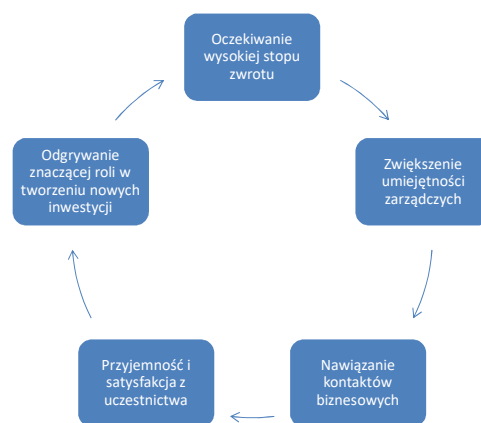 Oczekiwanie
wysokiej stopu
zwrotu
Zwiększenie
umiejętności
zarządczych
Nawiązanie
kontaktów
biznesowych
Przyjemność i
satysfakcja z
uczestnictwa
Odgrywanie
znaczącej roli w
tworzeniu nowych
inwestycji